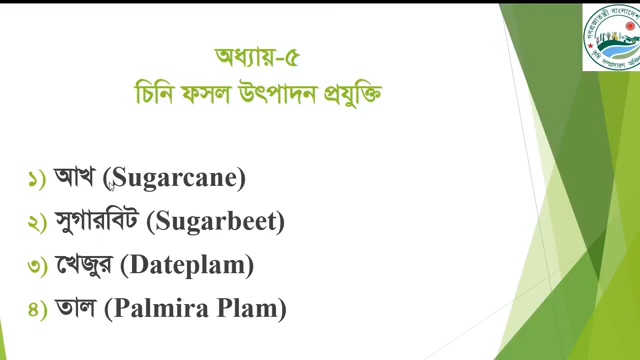 অধ্যায়-৫
চিনি ফসল উৎপাদন প্রযুক্তি
১) আখ (Sugarcane)
২) সুগারবিট (Sugarbeet)
৩) খেজুর (Dateplam)
৪) তাল (Palmira Plam)